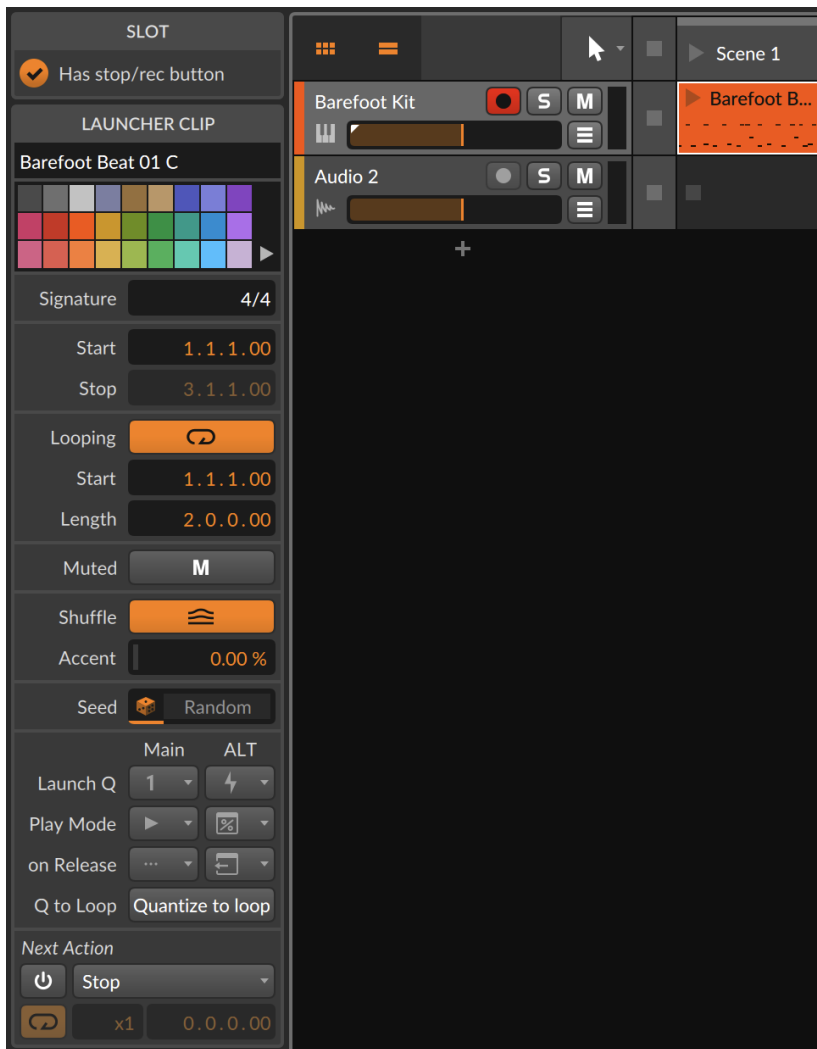 SLOT
Has stop/rec button
LAUNCHER CLIP
Barefoot Beat 01 C
Signature 4/4
Start 1.1.1.00
Stop 3.1.1.00
Looping
Start 1.1.1.00
Length 2.0.0.00
Muted M
Shuffle
Accent 0.00 %
Seed Random
Main ALT
Launch Q 1
Play Mode %
on Release ...
Q to Loop Quantize to loop
Next Action
Stop
x1 0.0.0.00
Scene 1
Barefoot Kit S M
Barefoot B...
Audio 2 S M
+